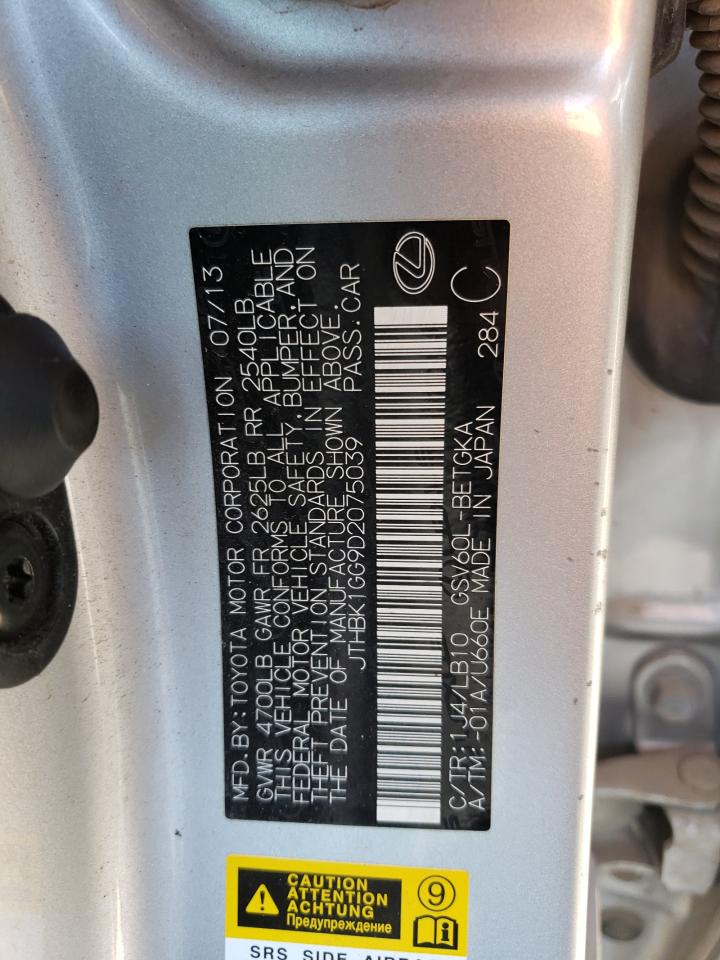 MFD.BY:TOYOTA MOTOR CORPORATION 07/13
GVWR 4700LB GAWR FR 2625LB RR 2540LB
THIS VEHICLE CONFORMS TO ALL APPLICABLE
FEDERAL MOTOR VEHICLE SAFETY,BUMPER,AND
THEFT PREVENTION STANDARDS IN EFFECT ON
THE DATE OF MANUFACTURE SHOWN ABOVE.
JTHBK1GG9D2075039 PASS.CAR
C/TR:1J4/LB10 GSV60L-BETGKA 284 C
A/TM:-01A/U660E MADE IN JAPAN
CAUTION
ATTENTION
ACHTUNG
Предупреждение
9
SRS SIDE